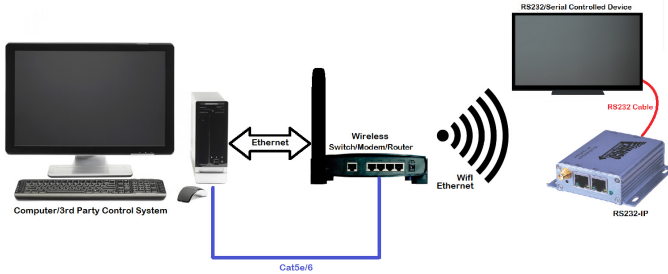 RS232/Serial Controlled Device
Ethernet
Wireless
Switch/Modem/Router
RS232 Cable
Wifi
Ethernet
Computer/3rd Party Control System
RS232-IP
Cat5e/6